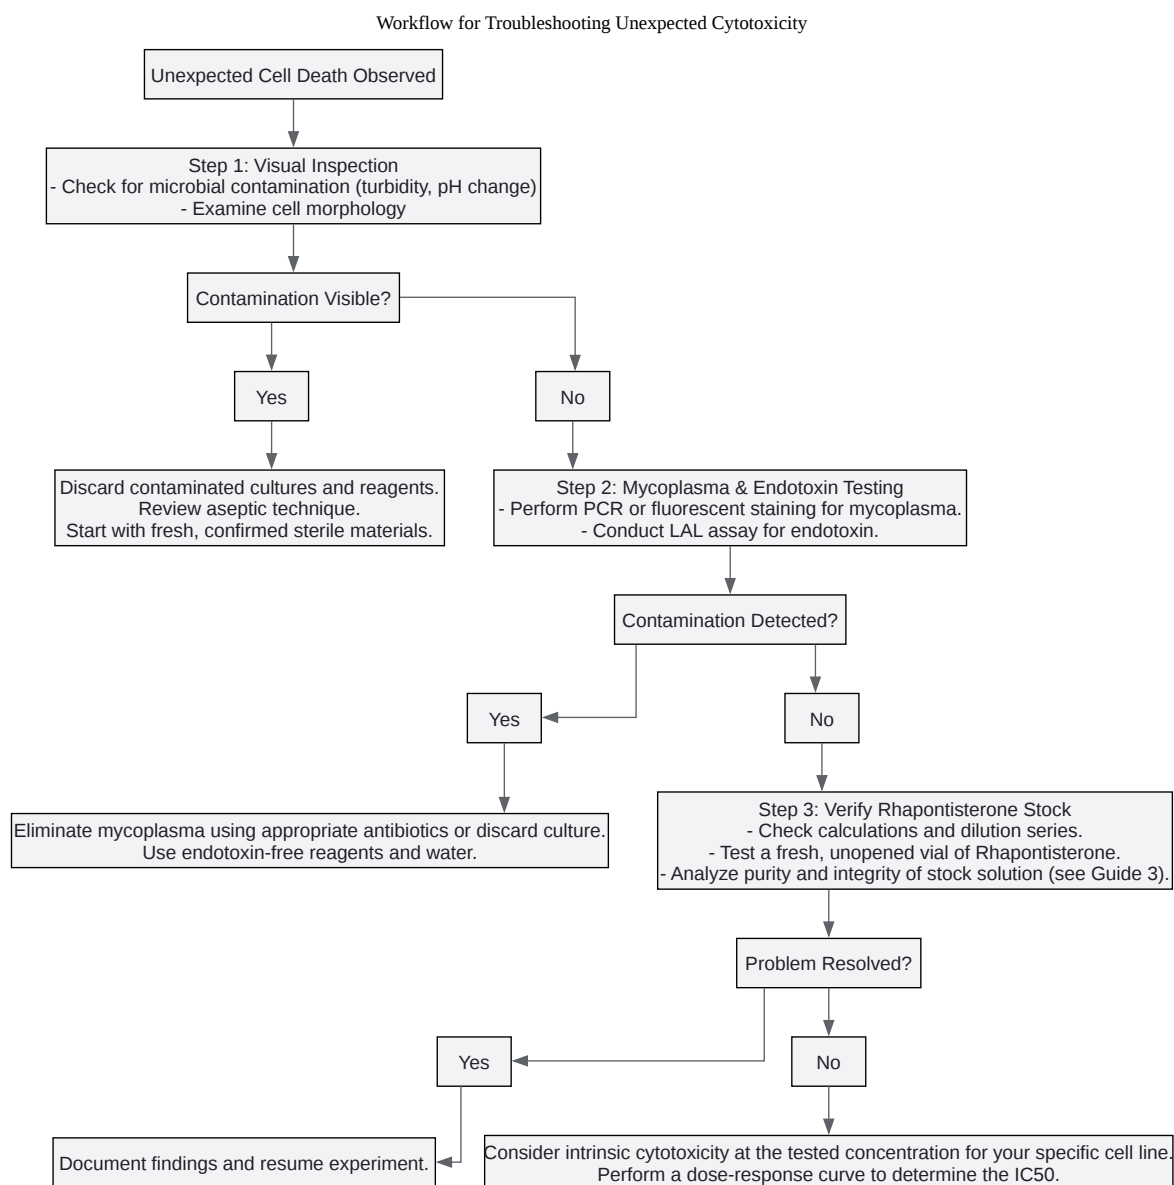 Workflow for Troubleshooting Unexpected Cytotoxicity
Unexpected Cell Death Observed
Step 1: Visual Inspection
- Check for microbial contamination (turbidity, pH change)
- Examine cell morphology
Contamination Visible?
Yes
No
Discard contaminated cultures and reagents.
Review aseptic technique.
Start with fresh, confirmed sterile materials.
Step 2: Mycoplasma & Endotoxin Testing
- Perform PCR or fluorescent staining for mycoplasma.
- Conduct LAL assay for endotoxin.
Contamination Detected?
Yes
No
Eliminate mycoplasma using appropriate antibiotics or discard culture.
Use endotoxin-free reagents and water.
Step 3: Verify Rhapontisterone Stock
- Check calculations and dilution series.
- Test a fresh, unopened vial of Rhapontisterone.
- Analyze purity and integrity of stock solution (see Guide 3).
Problem Resolved?
Yes
No
Document findings and resume experiment.
Consider intrinsic cytotoxicity at the tested concentration for your specific cell line.
Perform a dose-response curve to determine the IC50.